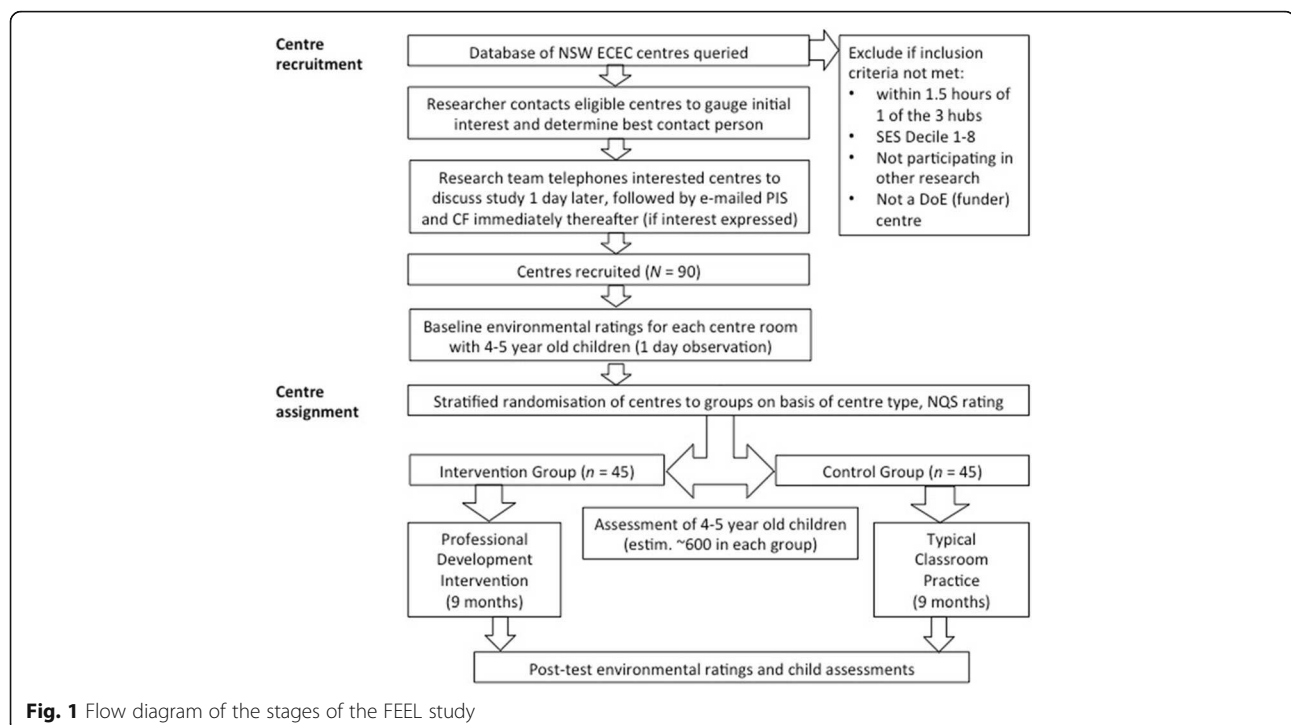 Centre
recruitment
Database of NSW ECEC centres queried
Exclude if inclusion
criteria not met:
• within 1.5 hours of
1 of the 3 hubs
• SES Decile 1-8
• Not participating in
other research
• Not a DoE (funder)
centre
Researcher contacts eligible centres to gauge initial
interest and determine best contact person
Research team telephones interested centres to
discuss study 1 day later, followed by e-mailed PIS
and CF immediately thereafter (if interest expressed)
Centres recruited (N = 90)
Baseline environmental ratings for each centre room
with 4-5 year old children (1 day observation)
Centre
assignment
Stratified randomisation of centres to groups on basis of centre type, NQS rating
Intervention Group (n = 45)
Control Group (n = 45)
Assessment of 4-5 year old children
(estim. ~600 in each group)
Professional
Development
Intervention
(9 months)
Typical
Classroom
Practice
(9 months)
Post-test environmental ratings and child assessments
Fig. 1 Flow diagram of the stages of the FEEL study